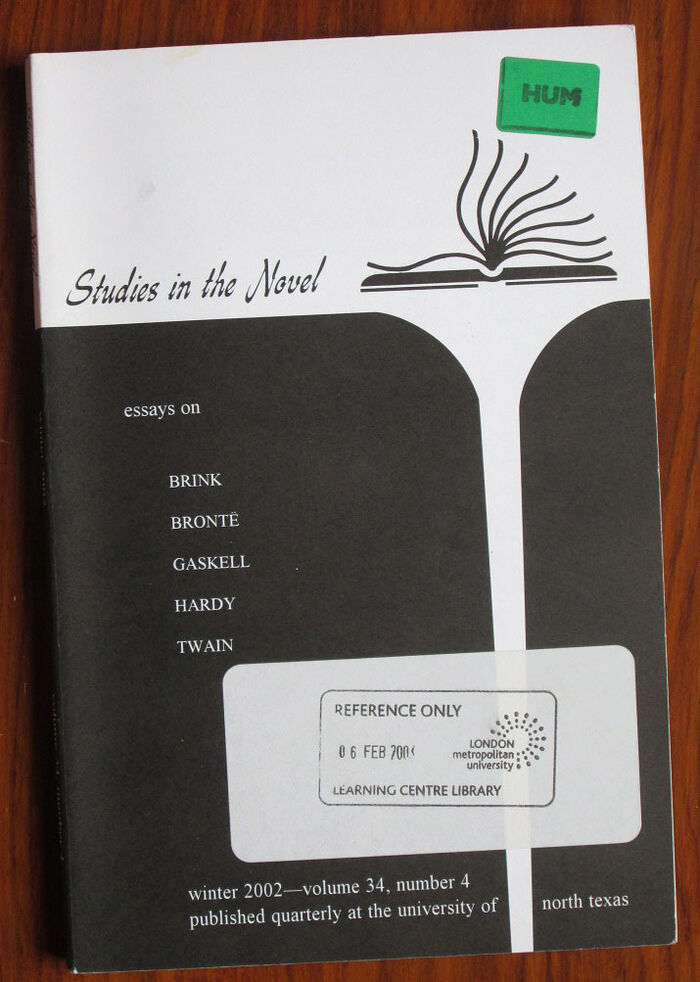 HUM
Studies in the Novel
essays on
BRINK
BRONTË
GASKELL
HARDY
TWAIN
REFERENCE ONLY
06 FEB
LONDON
metropolitan
university
LEARNING CENTRE LIBRARY
winter 2002—volume 34, number 4
published quarterly at the university of north texas